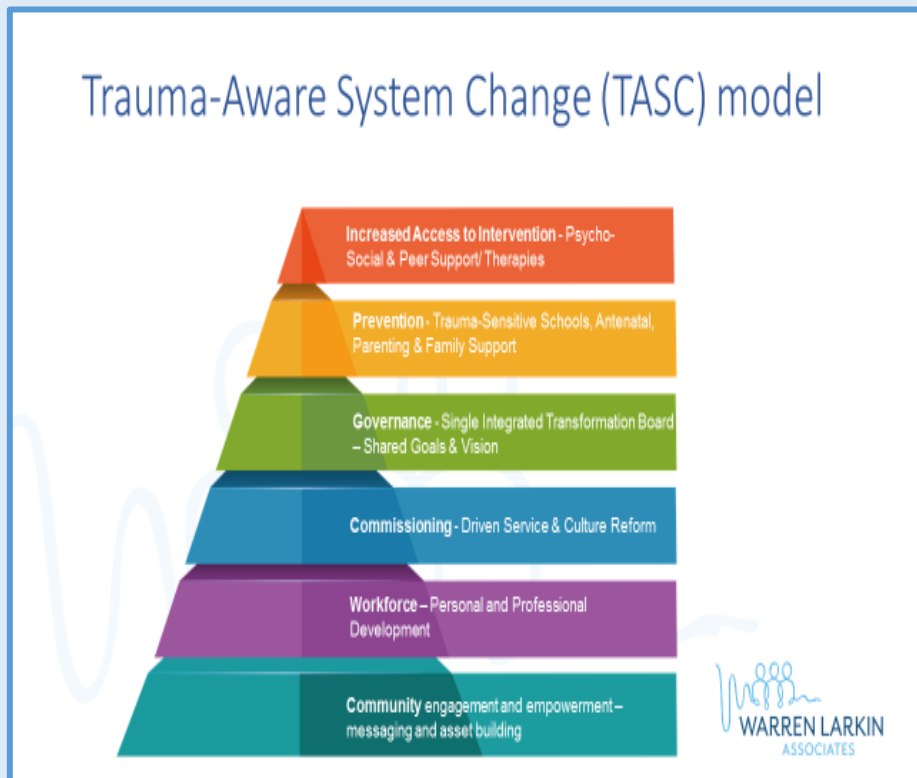 Trauma-Aware System Change (TASC) model
Increased Access to Intervention - Psycho-
Social & Peer Support/ Therapies
Prevention - Trauma-Sensitive Schools, Antenatal,
Parenting & Family Support
Governance - Single Integrated Transformation Board
– Shared Goals & Vision
Commissioning - Driven Service & Culture Reform
Workforce – Personal and Professional
Development
Community engagement and empowerment –
messaging and asset building
WARREN LARKIN
ASSOCIATES